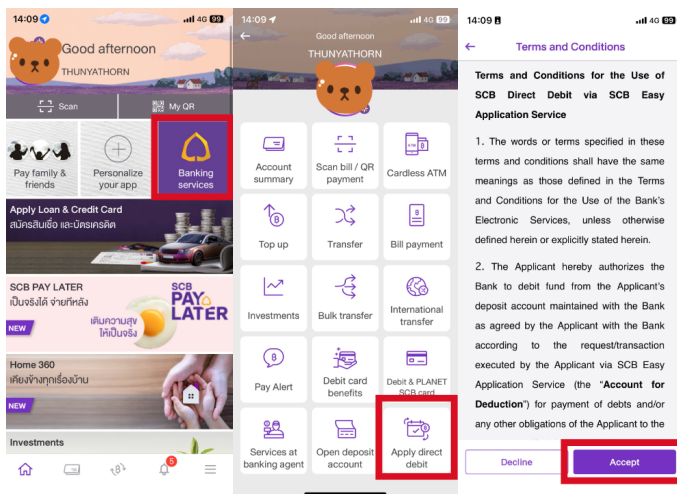 14:09
4G 99
Good afternoon
THUNYATHORN
Scan
My QR
Pay family &
friends
Personalize
your app
Banking
services
Apply Loan & Credit Card
สมัครสินเชื่อ และบัตรเครดิต
SCB PAY LATER
เป็นจริงได้ จ่ายทีหลัง
NEW
เติมความสุข
ให้เป็นจริง
SCB
PAY
LATER
Home 360
เคียงข้างทุกเรื่องบ้าน
NEW
Investments
5
14:09
4G 99
Good afternoon
THUNYATHORN
Account
summary
Scan bill / QR
payment
Cardless ATM
Top up
Transfer
Bill payment
Investments
Bulk transfer
International
transfer
Pay Alert
Debit card
benefits
Debit & PLANET
SCB card
Services at
banking agent
Open deposit
account
Apply direct
debit
14:09
4G 99
Terms and Conditions
Terms and Conditions for the Use of
SCB Direct Debit via SCB Easy
Application Service
1. The words or terms specified in these
terms and conditions shall have the same
meanings as those defined in the Terms
and Conditions for the Use of the Bank's
Electronic Services, unless otherwise
defined herein or explicitly stated herein.
2. The Applicant hereby authorizes the
Bank to debit fund from the Applicant's
deposit account maintained with the Bank
as agreed by the Applicant with the Bank
according to the request/transaction
executed by the Applicant via SCB Easy
Application Service (the “Account for
Deduction”) for payment of debts and/or
any other obligations of the Applicant to the
Decline
Accept